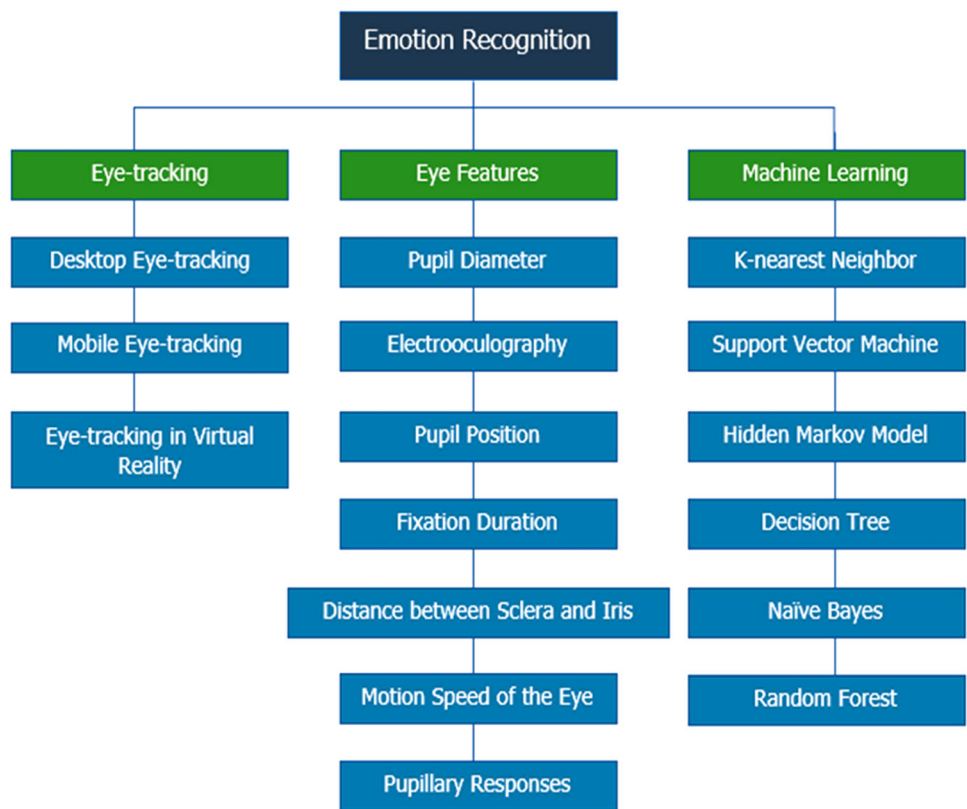 Emotion Recognition
Eye-tracking
Desktop Eye-tracking
Mobile Eye-tracking
Eye-tracking in Virtual
Reality
Eye Features
Pupil Diameter
Electrooculography
Pupil Position
Fixation Duration
Distance between Sclera and Iris
Motion Speed of the Eye
Pupillary Responses
Machine Learning
K-nearest Neighbor
Support Vector Machine
Hidden Markov Model
Decision Tree
Naïve Bayes
Random Forest